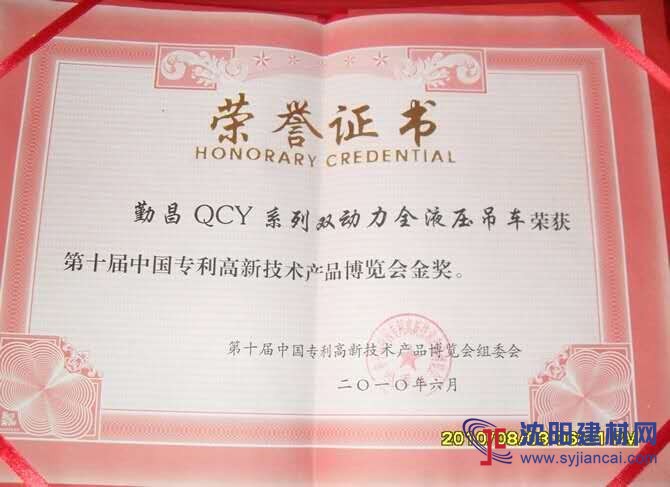 荣誉证书
HONORARY CREDENTIAL
勤昌 QCY 系列双动力全液压吊车荣获
第十届中国专利高新技术产品博览会金奖。
第十届中国专利高新技术产品博览会组委会
二〇一〇年六月
2010/08/03
沈阳建材网
www.syjiancai.com